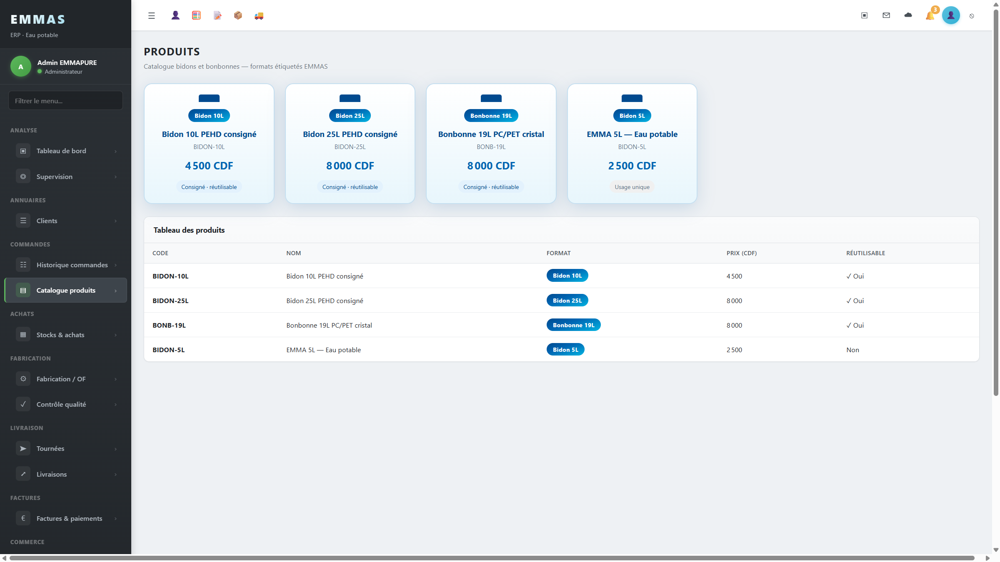 EMMAS
ERP · Eau potable
A
Admin EMMAPURE
Administrateur
Filtrer le menu...
ANALYSE
Tableau de bord
Supervision
ANNUAIRES
Clients
COMMANDES
Historique commandes
Catalogue produits
ACHATS
Stocks & achats
FABRICATION
Fabrication / OF
Contrôle qualité
LIVRAISON
Tournées
Livraisons
FACTURES
€ Factures & paiements
COMMERCE
3
PRODUITS
Catalogue bidons et bonbonnes — formats étiquetés EMMAS
Bidon 10L
Bidon 10L PEHD consigné
BIDON-10L
4 500 CDF
Consigné · réutilisable
Bidon 25L
Bidon 25L PEHD consigné
BIDON-25L
8 000 CDF
Consigné · réutilisable
Bonbonne 19L
Bonbonne 19L PC/PET cristal
BONB-19L
8 000 CDF
Consigné · réutilisable
Bidon 5L
EMMA 5L — Eau potable
BIDON-5L
2 500 CDF
Usage unique
Tableau des produits
CODE NOM FORMAT PRIX (CDF) RÉUTILISABLE
BIDON-10L Bidon 10L PEHD consigné Bidon 10L 4 500 ✓ Oui
BIDON-25L Bidon 25L PEHD consigné Bidon 25L 8 000 ✓ Oui
BONB-19L Bonbonne 19L PC/PET cristal Bonbonne 19L 8 000 ✓ Oui
BIDON-5L EMMA 5L — Eau potable Bidon 5L 2 500 Non